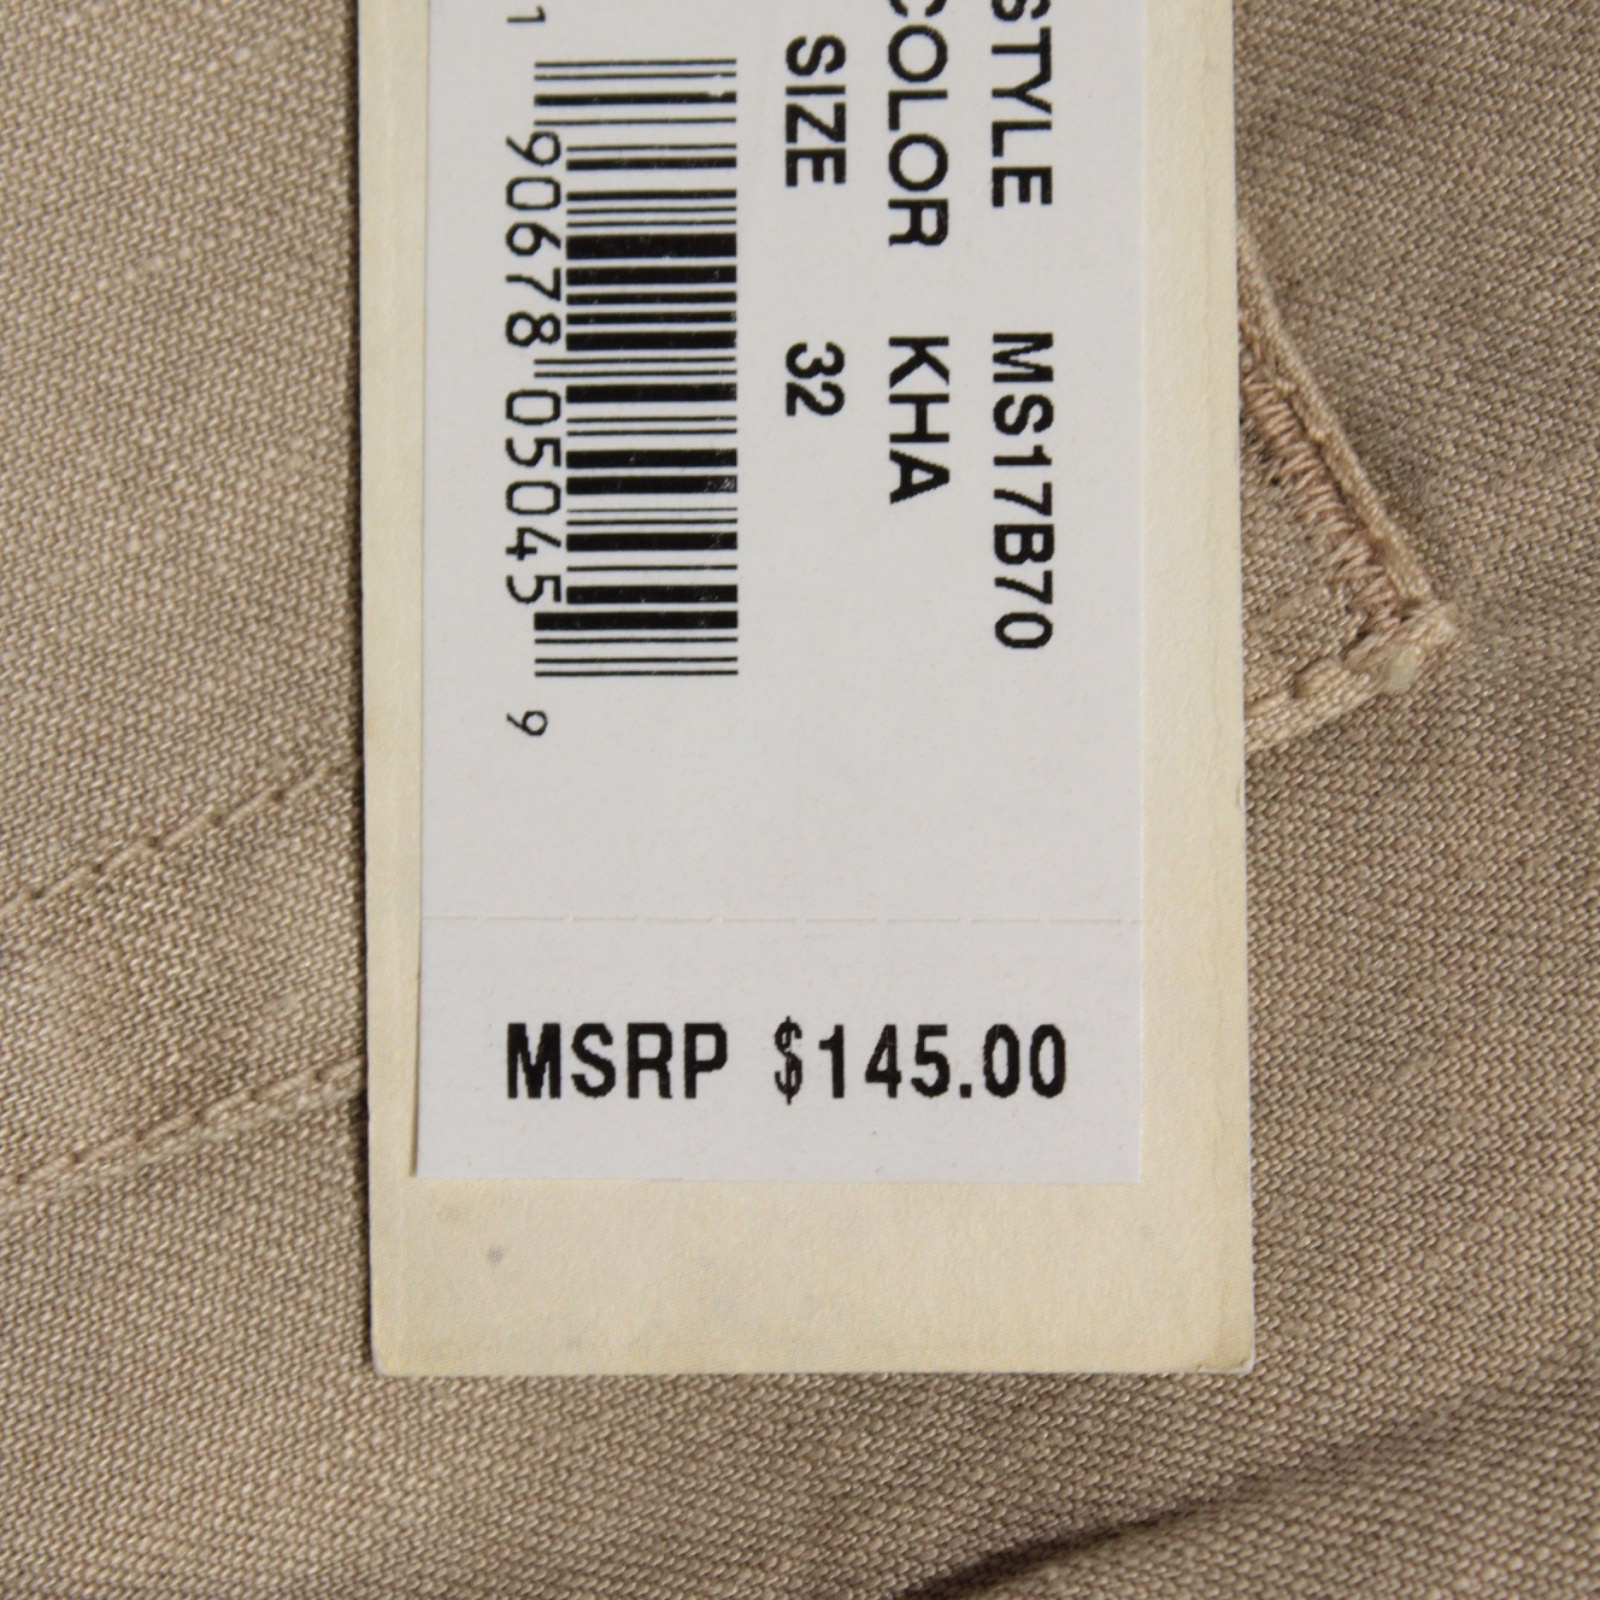 STYLE MS17B70
COLOR KHA
SIZE 32
1 90678 05045 9
MSRP $145.00